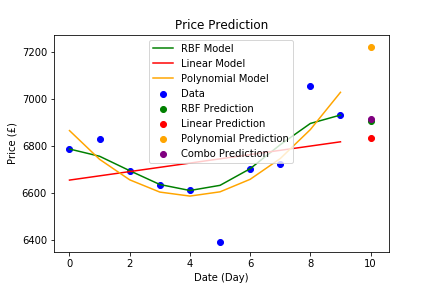 Price Prediction
RBF Model
Linear Model
Polynomial Model
Data
RBF Prediction
Linear Prediction
Polynomial Prediction
Combo Prediction
7200
7000
6800
6600
6400
Price (£)
0 2 4 6 8 10
Date (Day)